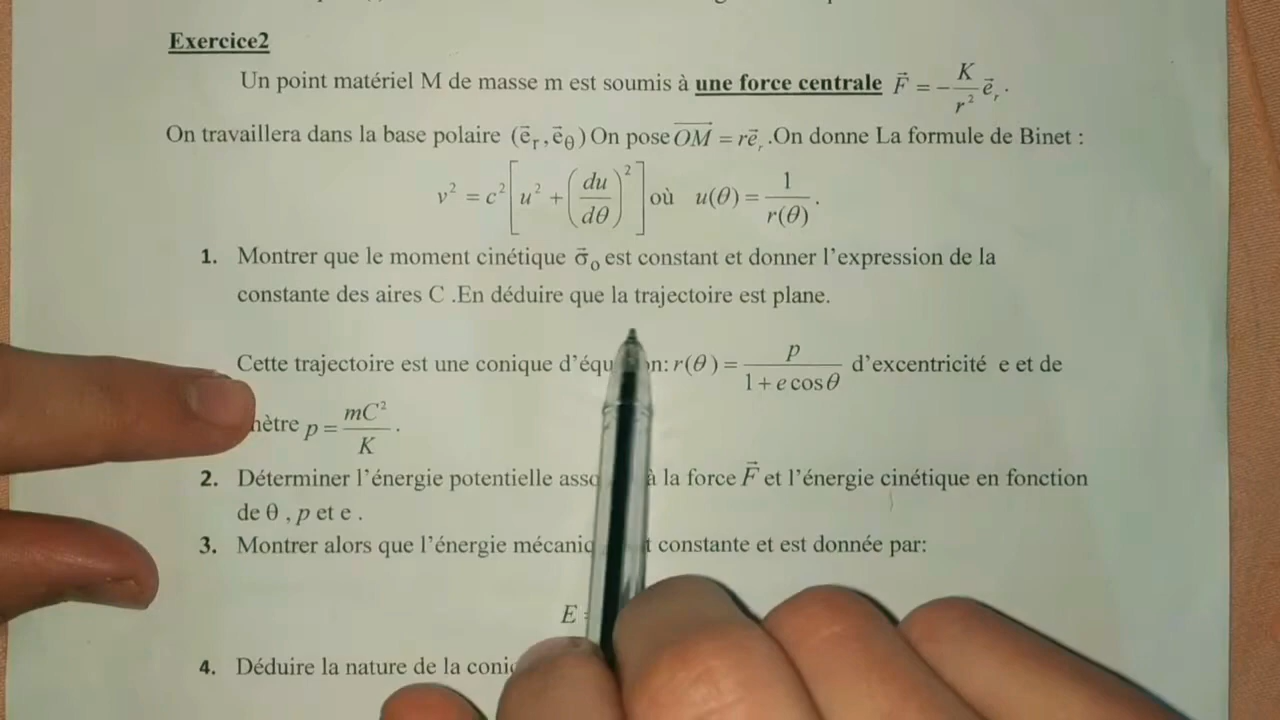 Exercice2
Un point matériel M de masse m est soumis à une force centrale F⃗ = −K/r² e⃗ᵣ.
On travaillera dans la base polaire (e⃗ᵣ, e⃗θ) On pose OM⃗ = re⃗ᵣ .On donne La formule de Binet :
v² = c²[u² + (du/dθ)²] où u(θ) = 1/r(θ).
1. Montrer que le moment cinétique σ⃗₀ est constant et donner l'expression de la
constante des aires C .En déduire que la trajectoire est plane.
Cette trajectoire est une conique d'équ n: r(θ) = p/(1+e cosθ) d'excentricité e et de
mètre p = mC²/K .
2. Déterminer l'énergie potentielle asso à la force F⃗ et l'énergie cinétique en fonction
de θ , p et e .
3. Montrer alors que l'énergie mécaniq t constante et est donnée par:
E
4. Déduire la nature de la coni